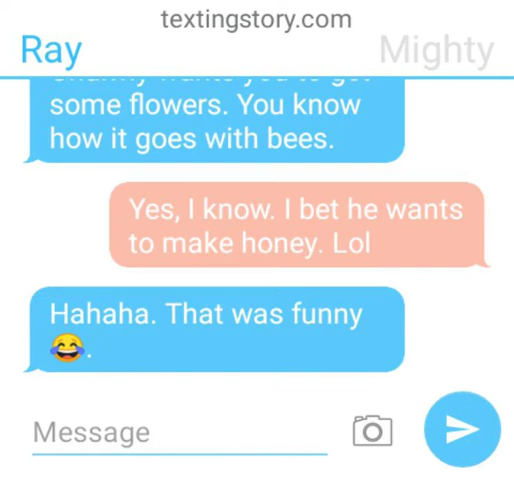 textingstory.com
Ray Mighty
some flowers. You know
how it goes with bees.
Yes, I know. I bet he wants
to make honey. Lol
Hahaha. That was funny
😂.
Message